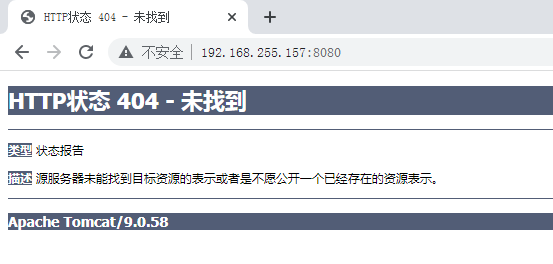 HTTP状态 404 - 未找到
不安全 | 192.168.255.157:8080
HTTP状态 404 - 未找到
类型 状态报告
描述 源服务器未能找到目标资源的表示或者是不愿公开一个已经存在的资源表示。
Apache Tomcat/9.0.58